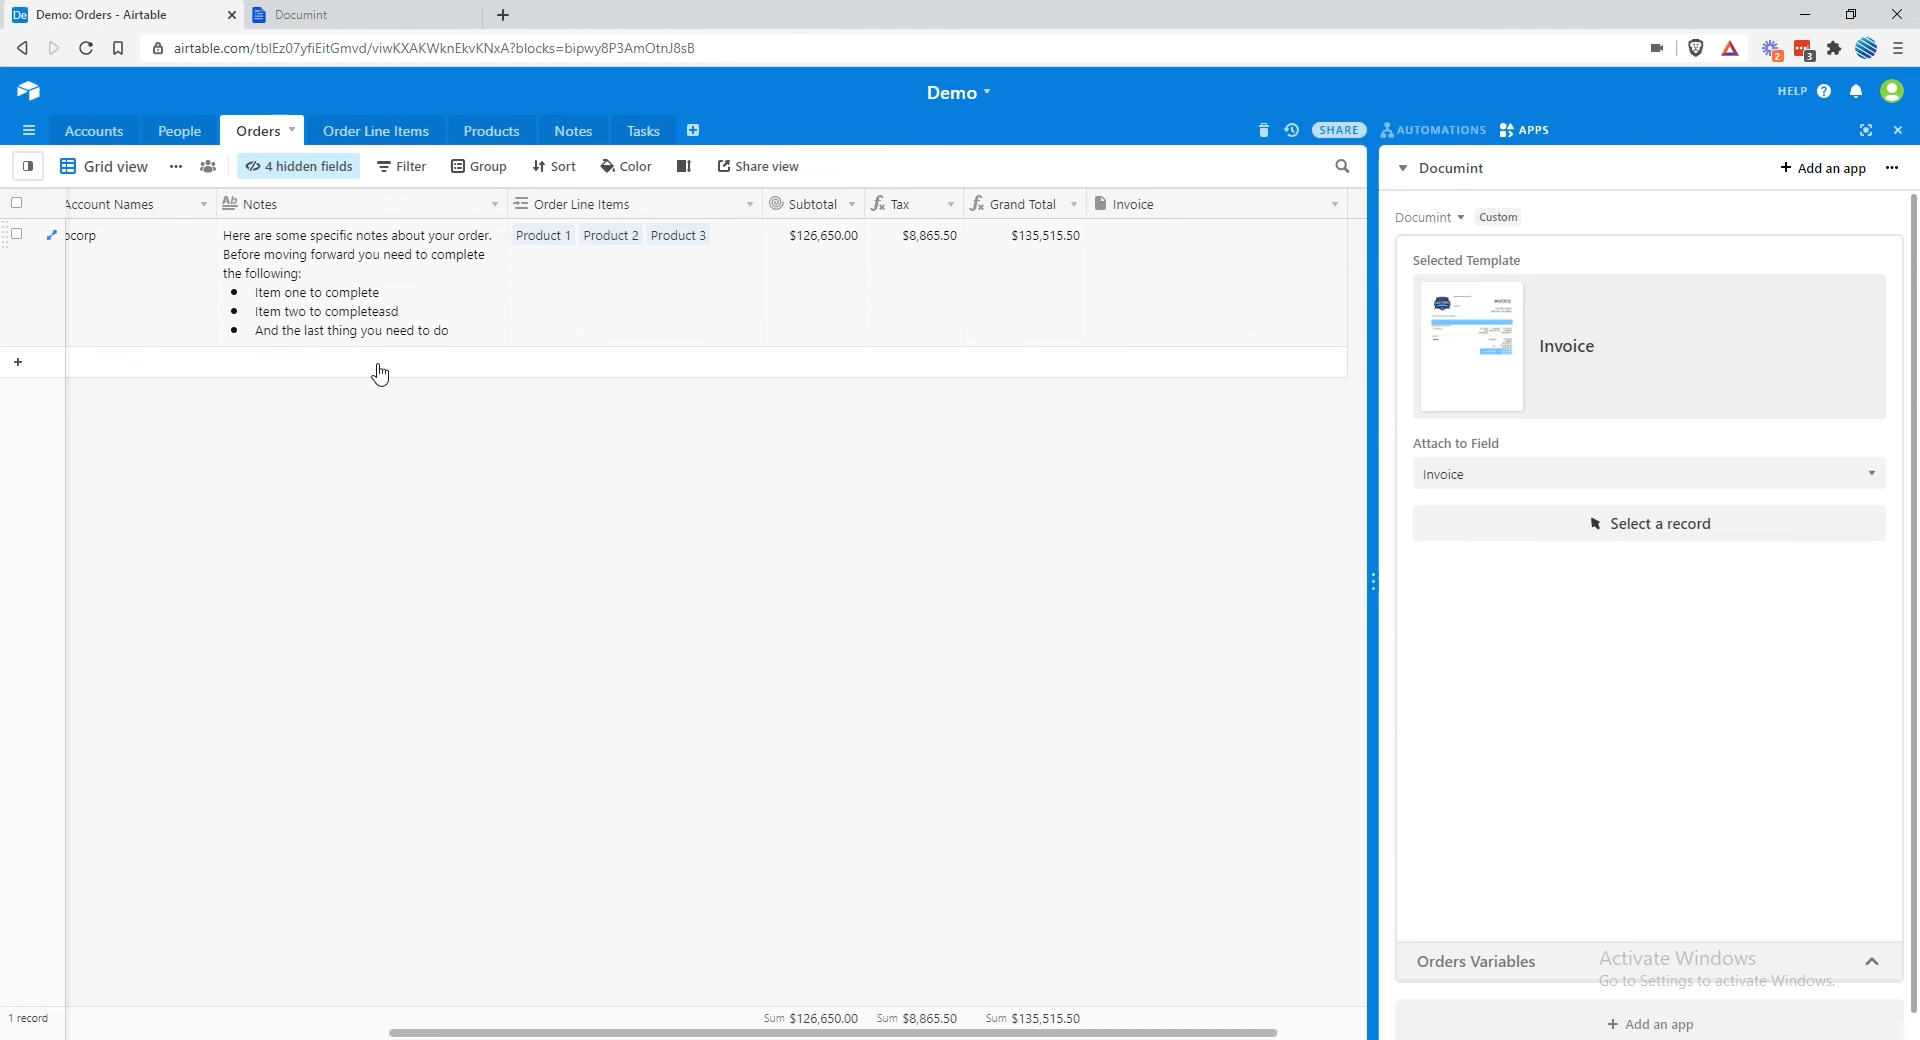 De Demo: Orders - Airtable
Documint
airtable.com/tblEz07yfiEitGmvd/viwKXAKWknEkvKNxA?blocks=bipwy8P3AmOtnJ8sB
2
3
Demo
HELP
Accounts
People
Orders
Order Line Items
Products
Notes
Tasks
SHARE
AUTOMATIONS
APPS
Grid view
4 hidden fields
Filter
Group
Sort
Color
Share view
Account Names
Notes
Order Line Items
Subtotal
Tax
Grand Total
Invoice
ocorp
Here are some specific notes about your order.
Before moving forward you need to complete
the following:
• Item one to complete
• Item two to completeasd
• And the last thing you need to do
Product 1 Product 2 Product 3
$126,650.00
$8,865.50
$135,515.50
1 record
Sum $126,650.00
Sum $8,865.50
Sum $135,515.50
Documint
+ Add an app
Documint
Custom
Selected Template
INVOICE
Invoice
Attach to Field
Invoice
Select a record
Orders Variables
Activate Windows
Go to Settings to activate Windows.
+ Add an app